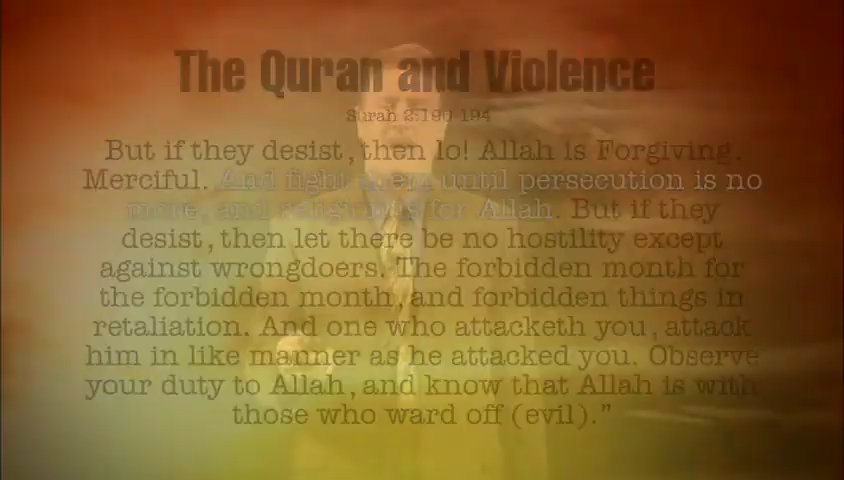 The Quran and Violence
Surah 2:190-194
But if they desist, then lo! Allah is Forgiving.
Merciful. And fight them until persecution is no
more, and religion is for Allah. But if they
desist, then let there be no hostility except
against wrongdoers. The forbidden month for
the forbidden month, and forbidden things in
retaliation. And one who attacketh you, attack
him in like manner as he attacked you. Observe
your duty to Allah, and know that Allah is with
those who ward off (evil)."